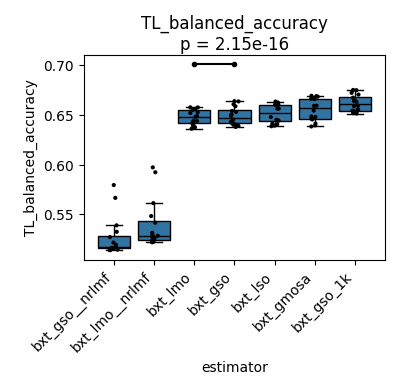 TL_balanced_accuracy
p = 2.15e-16
TL_balanced_accuracy
0.70
0.65
0.60
0.55
bxt_gso__nrlmf
bxt_lmo__nrlmf
bxt_lmo
bxt_gso
bxt_lso
bxt_gmosa
bxt_gso_1k
estimator